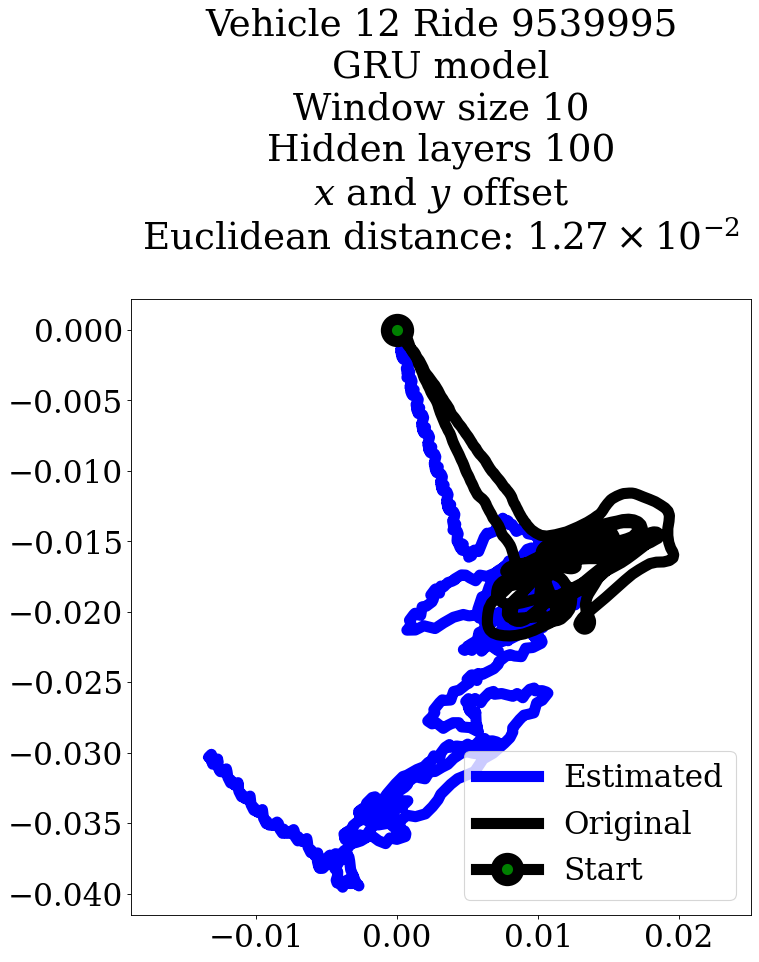 Vehicle 12 Ride 9539995
GRU model
Window size 10
Hidden layers 100
x and y offset
Euclidean distance: 1.27 × 10⁻²
0.000
−0.005
−0.010
−0.015
−0.020
−0.025
−0.030
−0.035
−0.040
Estimated
Original
Start
−0.01 0.00 0.01 0.02